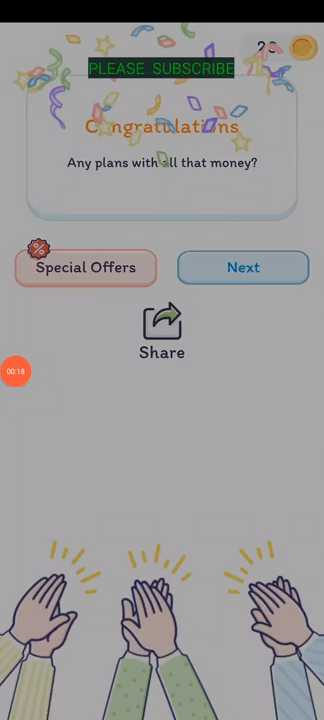 PLEASE SUBSCRIBE
Congratulations
Any plans with all that money?
Special Offers
Next
Share
00:18